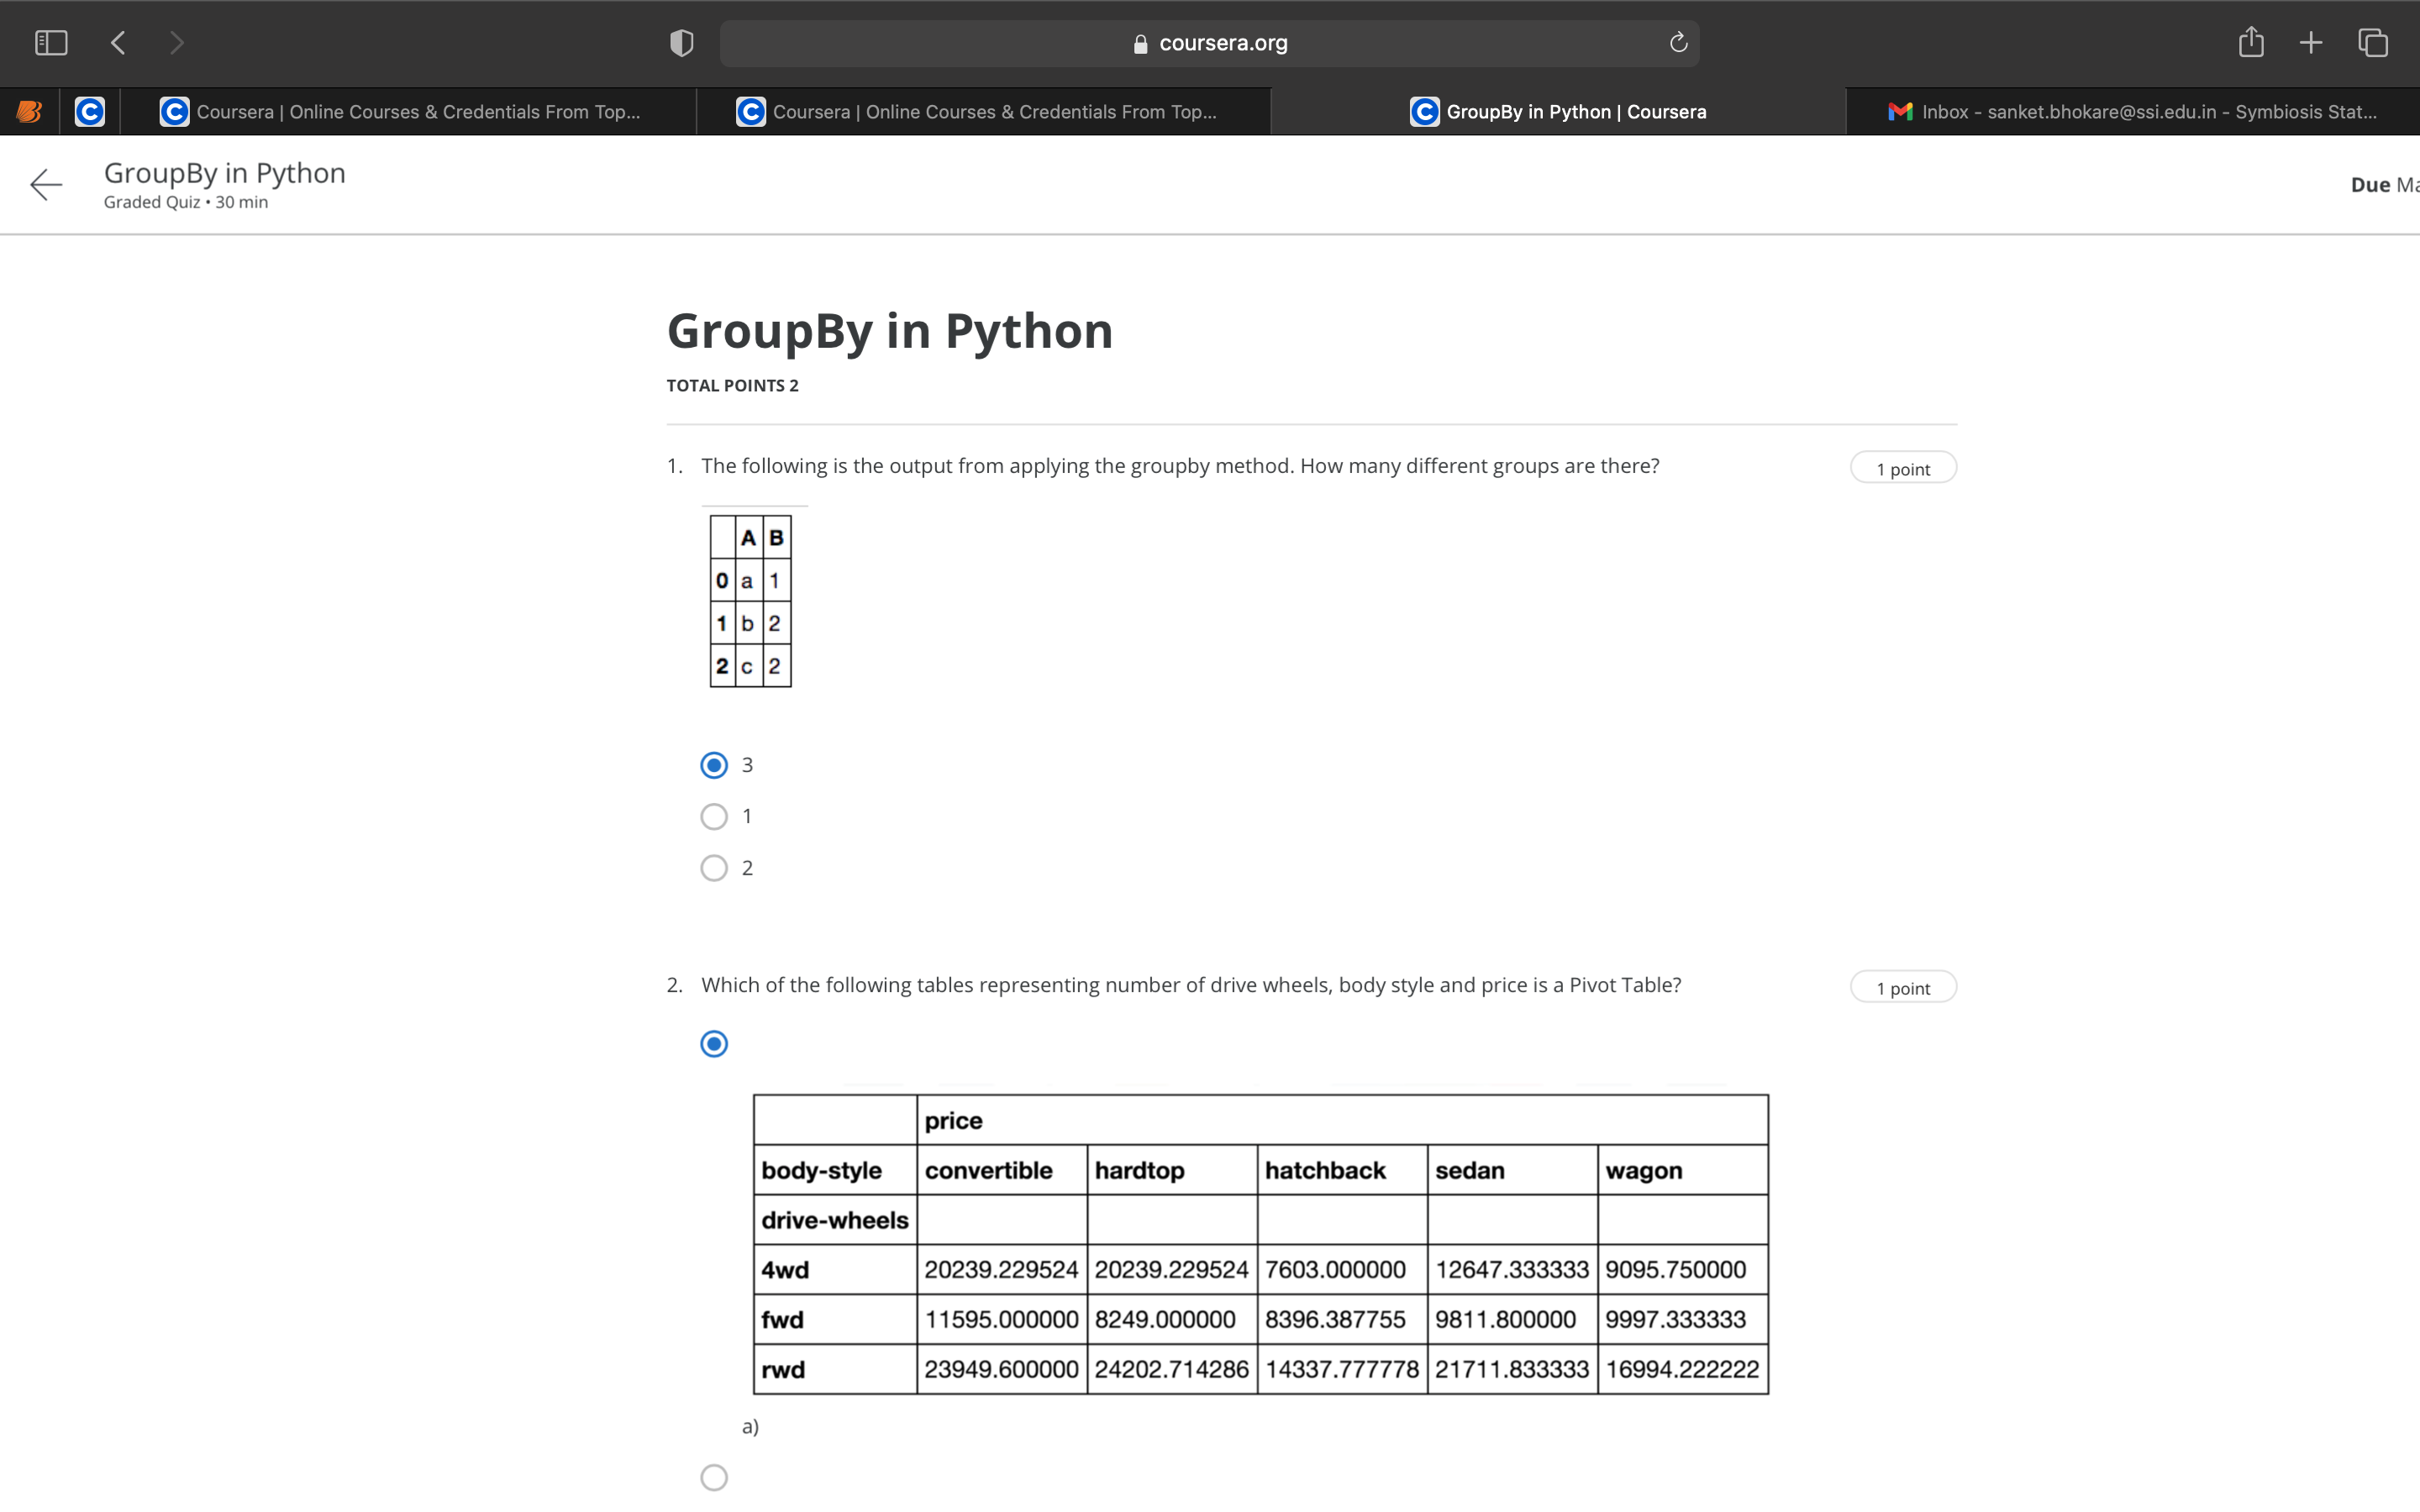 coursera.org
Coursera | Online Courses & Credentials From Top...
Coursera | Online Courses & Credentials From Top...
GroupBy in Python | Coursera
Inbox - sanket.bhokare@ssi.edu.in - Symbiosis Stat...
GroupBy in Python
Graded Quiz • 30 min
Due Ma
GroupBy in Python
TOTAL POINTS 2
1. The following is the output from applying the groupby method. How many different groups are there?
1 point
A B
0 a 1
1 b 2
2 c 2
3
1
2
2. Which of the following tables representing number of drive wheels, body style and price is a Pivot Table?
1 point
price
body-style convertible hardtop hatchback sedan wagon
drive-wheels
4wd 20239.229524 20239.229524 7603.000000 12647.333333 9095.750000
fwd 11595.000000 8249.000000 8396.387755 9811.800000 9997.333333
rwd 23949.600000 24202.714286 14337.777778 21711.833333 16994.222222
a)